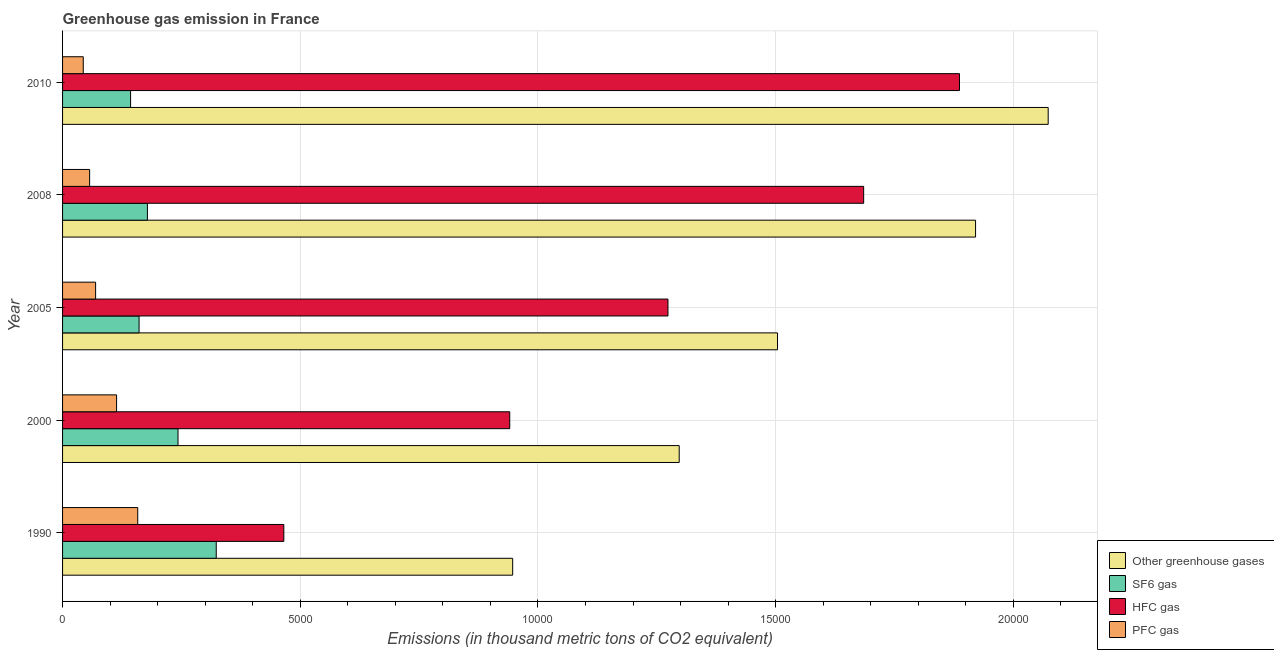 Greenhouse gas emission in France
2010
2008
2005
2000
1990
Year
0
5000
10000
15000
20000
Emissions (in thousand metric tons of CO2 equivalent)
Other greenhouse gases
SF6 gas
HFC gas
PFC gas